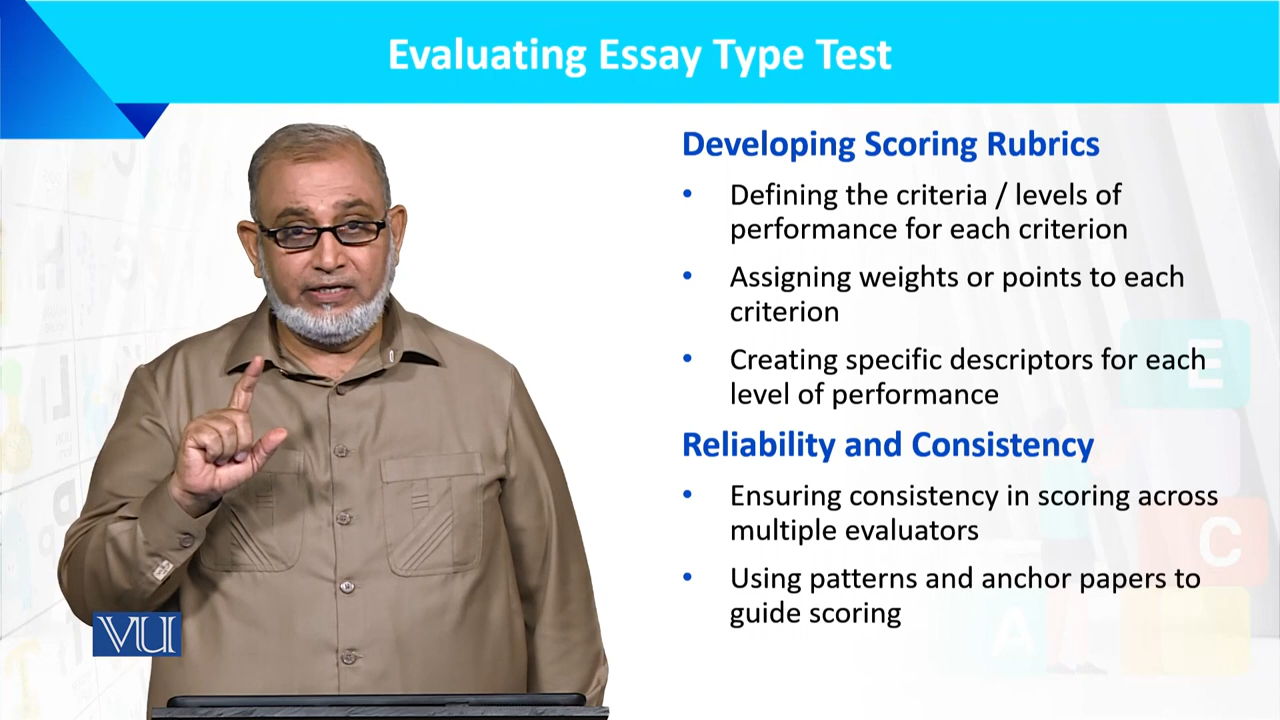 Evaluating Essay Type Test
Developing Scoring Rubrics
• Defining the criteria / levels of
performance for each criterion
• Assigning weights or points to each
criterion
• Creating specific descriptors for each
level of performance
Reliability and Consistency
• Ensuring consistency in scoring across
multiple evaluators
• Using patterns and anchor papers to
guide scoring
VU
E
C
A